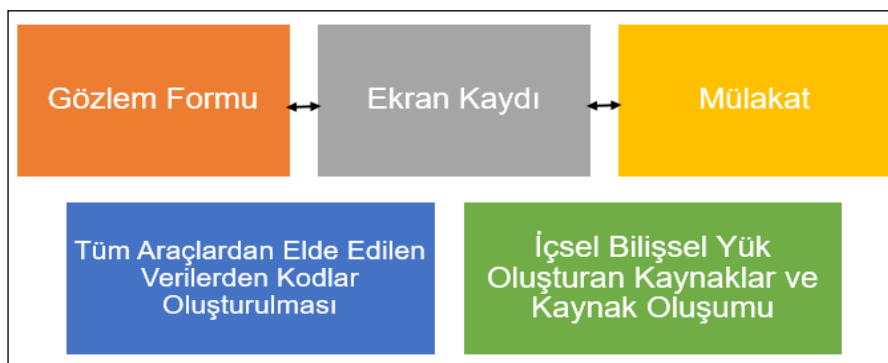 Gözlem Formu
Ekran Kaydı
Mülakat
Tüm Araçlardan Elde Edilen
Verilerden Kodlar
Oluşturulması
İçsel Bilişsel Yük
Oluşturan Kaynaklar ve
Kaynak Oluşumu